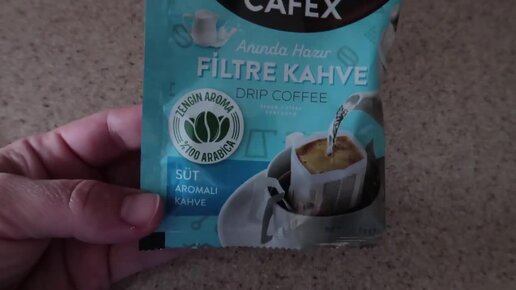 CAFEX
Anında Hazır
FİLTRE KAHVE
DRIP COFFEE
ZENGİN AROMA
%100 ARABICA
SÜT
AROMALI
KAHVE